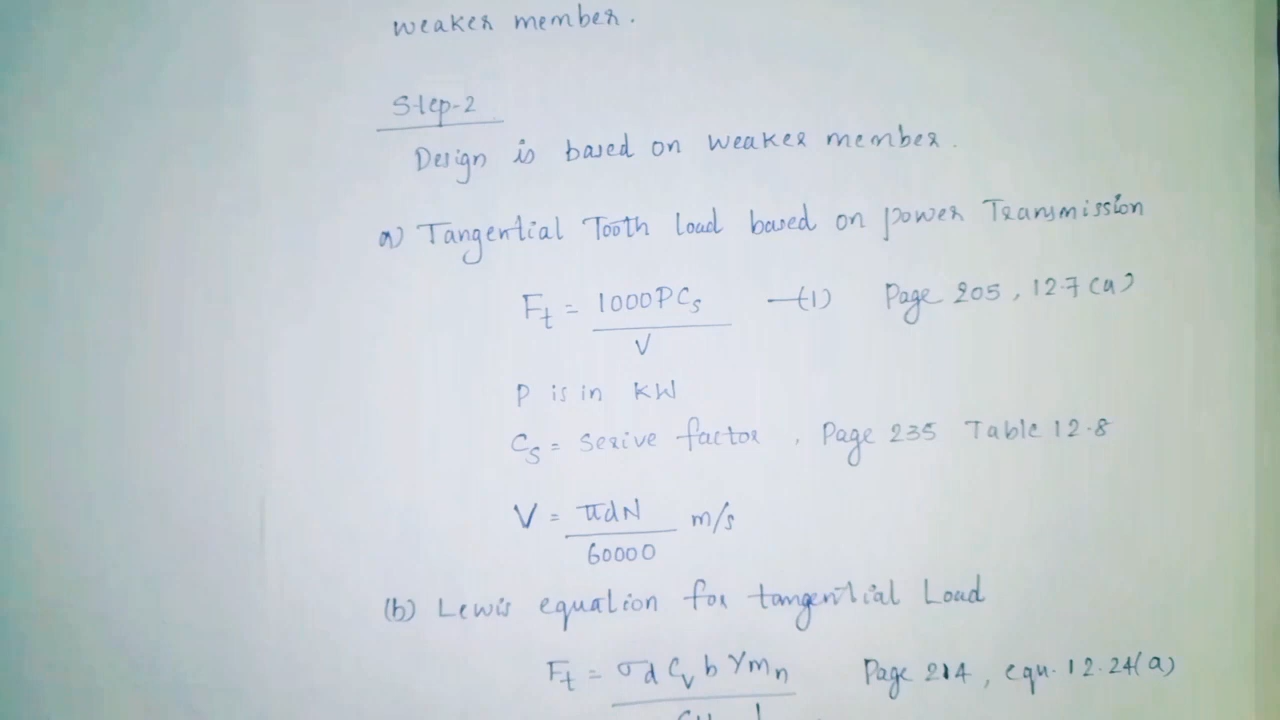 weaker member.
Step-2
Design is based on weaker member.
a) Tangential Tooth load based on power Transmission
Ft = 1000PCs / V —(1) Page 205, 12.7(a)
P is in KW
Cs = Serive factor, Page 235 Table 12.8
V = πdN / 60000 m/s
(b) Lewis equation for tangential Load
Ft = σd Cv b Y mn Page 214, equ. 12.24(a)